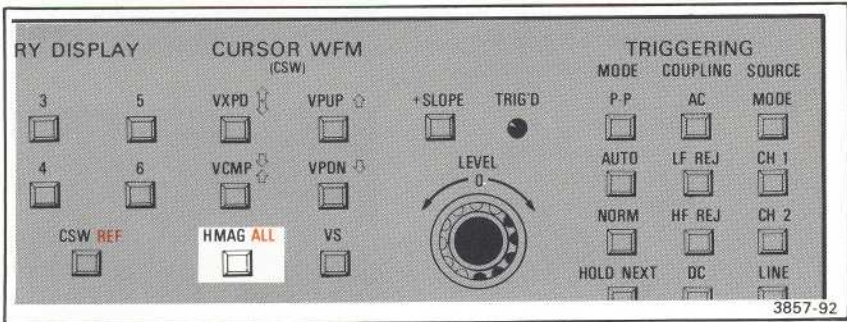 RY DISPLAY CURSOR WFM TRIGGERING
(CSW) MODE COUPLING SOURCE
3 5 VXPD VPUP +SLOPE TRIG'D P-P AC MODE
4 6 VCMP VPDN LEVEL AUTO LF REJ CH 1
0
CSW REF HMAG ALL VS NORM HF REJ CH 2
HOLD NEXT DC LINE
3857-92